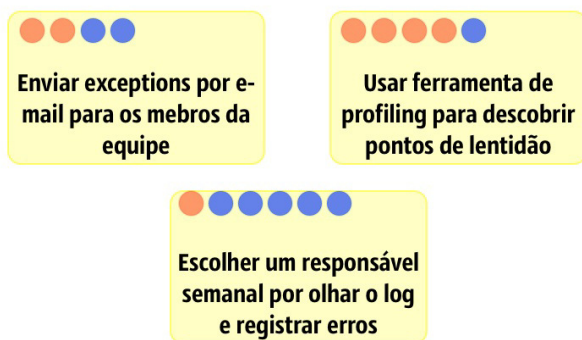 Enviar exceptions por e-
mail para os mebros da
equipe
Usar ferramenta de
profiling para descobrir
pontos de lentidão
Escolher um responsável
semanal por olhar o log
e registrar erros